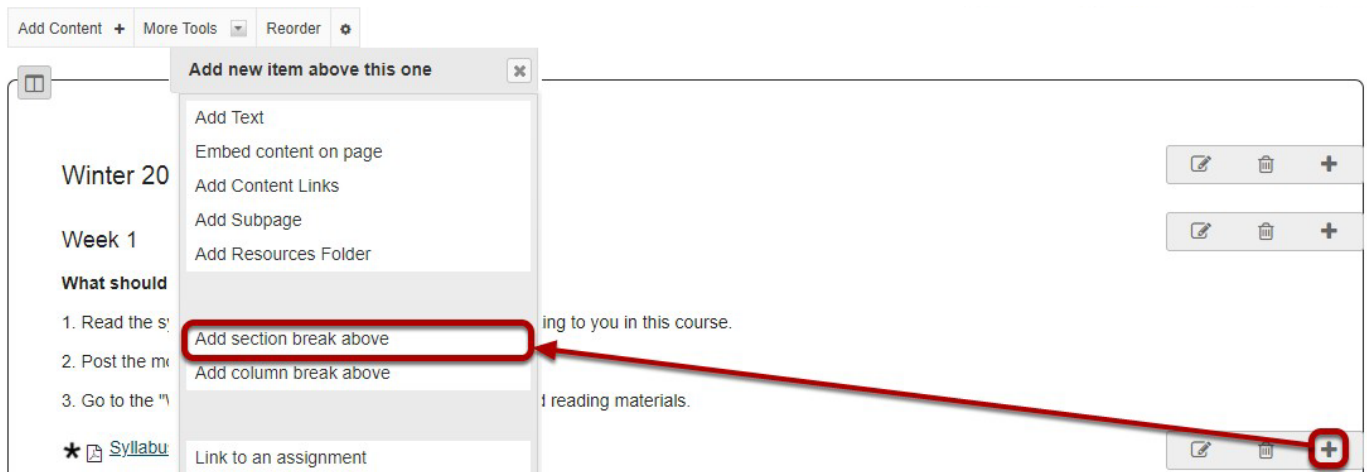 Add Content + More Tools Reorder
Add new item above this one
Add Text
Embed content on page
Add Content Links
Add Subpage
Add Resources Folder
Add section break above
Add column break above
Link to an assignment
Winter 20
Week 1
What should
1. Read the sy ing to you in this course.
2. Post the mo
3. Go to the "W d reading materials.
* Syllabu